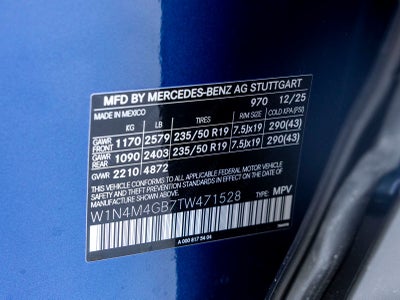 MFD BY MERCEDES-BENZ AG STUTTGART
MADE IN MEXICO 970 12/25
KG LB TIRES RIM SIZE COLD KPA (PSI)
GAWR FRONT 1170 2579 235/50 R19 7.5Jx19 290(43)
GAWR REAR 1090 2403 235/50 R19 7.5Jx19 290(43)
GWR 2210 4872
THIS VEHICLE CONFORMS TO ALL APPLICABLE FEDERAL MOTOR VEHICLE
SAFETY AND THEFT PREVENTION STANDARDS IN EFFECT ON
THE DATE OF MANUFACTURE SHOWN ABOVE.
W1N4M4GB7TW471528 TYPE: MPV
A 000 817 54 04